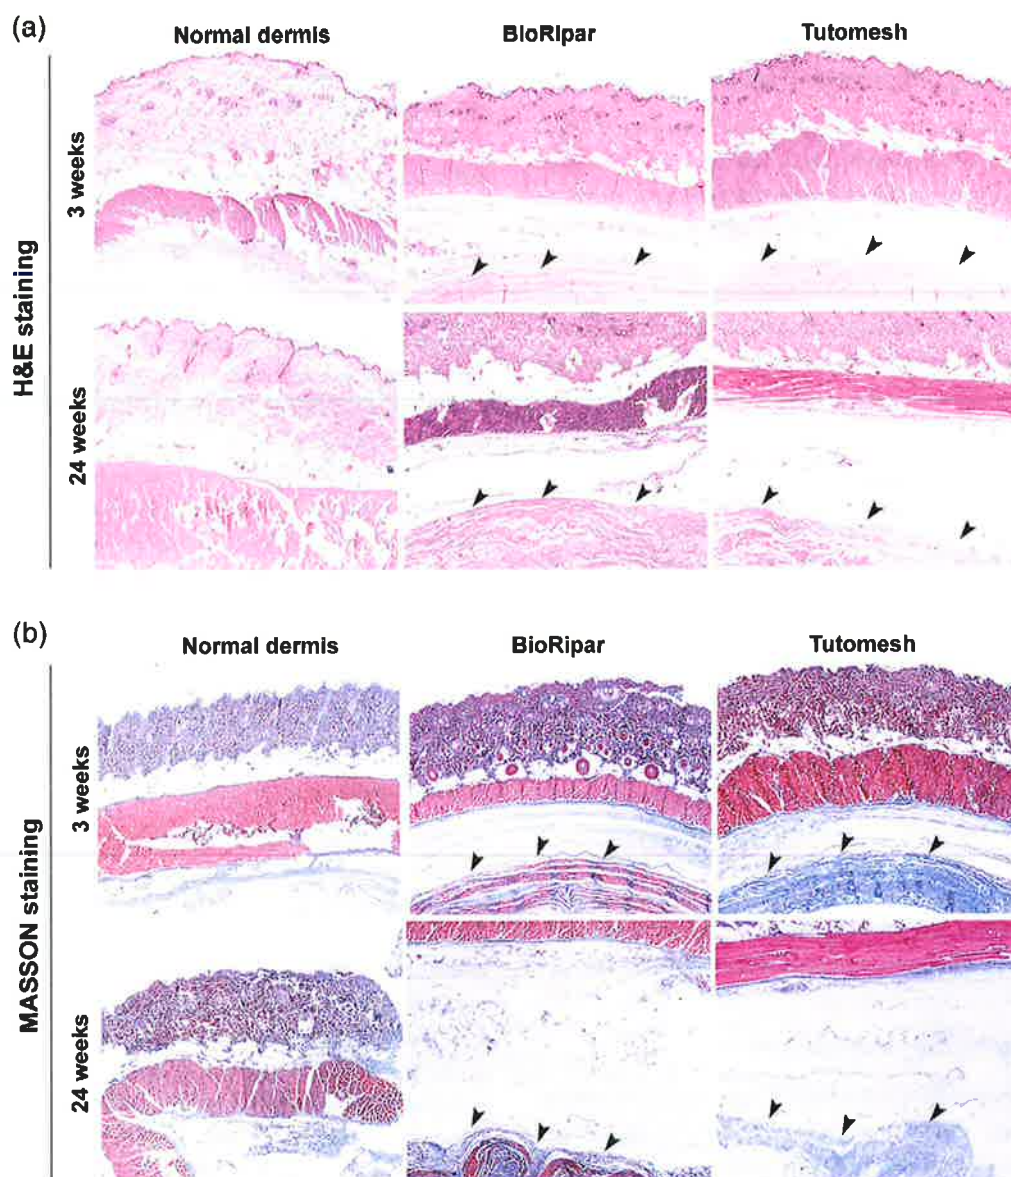 (a)
Normal dermis
BioRipar
Tutomesh
H&E staining
3 weeks
24 weeks
(b)
Normal dermis
BioRipar
Tutomesh
MASSON staining
3 weeks
24 weeks